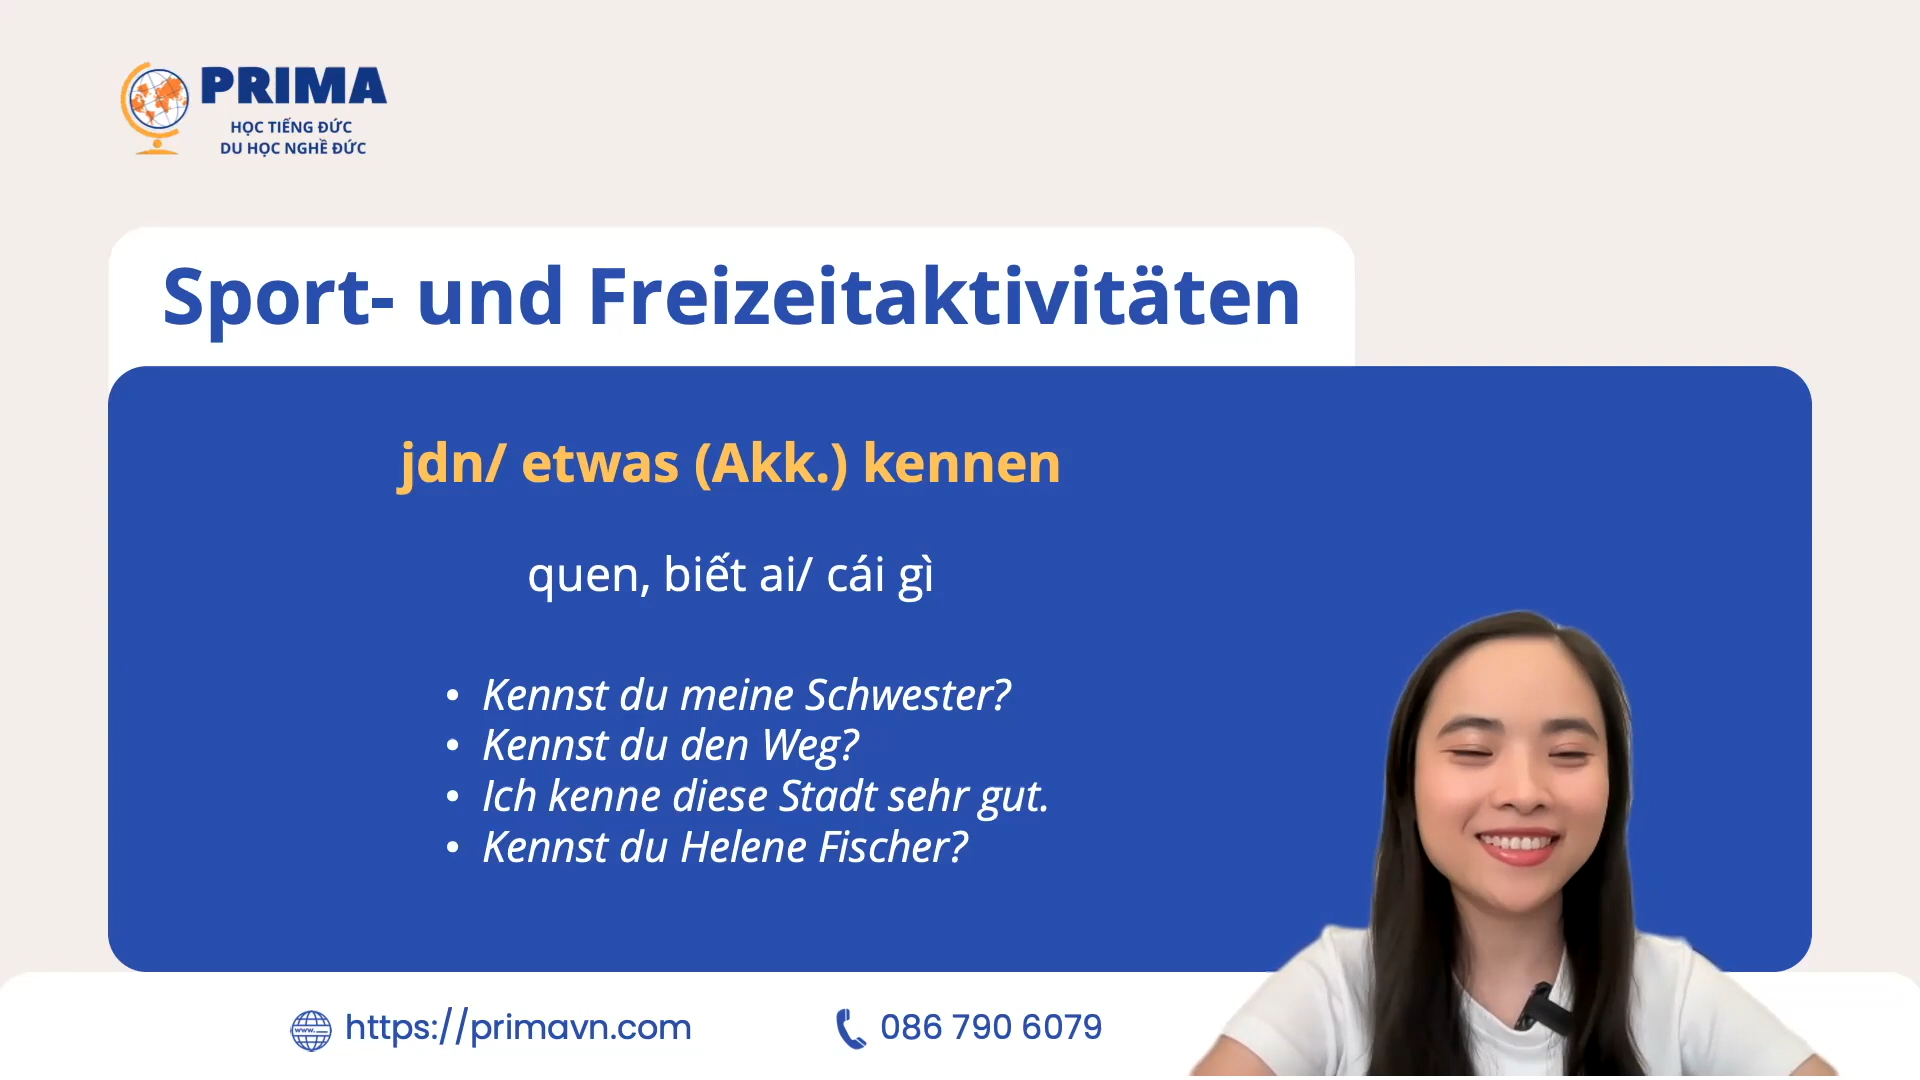 PRIMA
HỌC TIẾNG ĐỨC
DU HỌC NGHỀ ĐỨC
Sport- und Freizeitaktivitäten
jdn/ etwas (Akk.) kennen
quen, biết ai/ cái gì
• Kennst du meine Schwester?
• Kennst du den Weg?
• Ich kenne diese Stadt sehr gut.
• Kennst du Helene Fischer?
www. https://primavn.com 086 790 6079